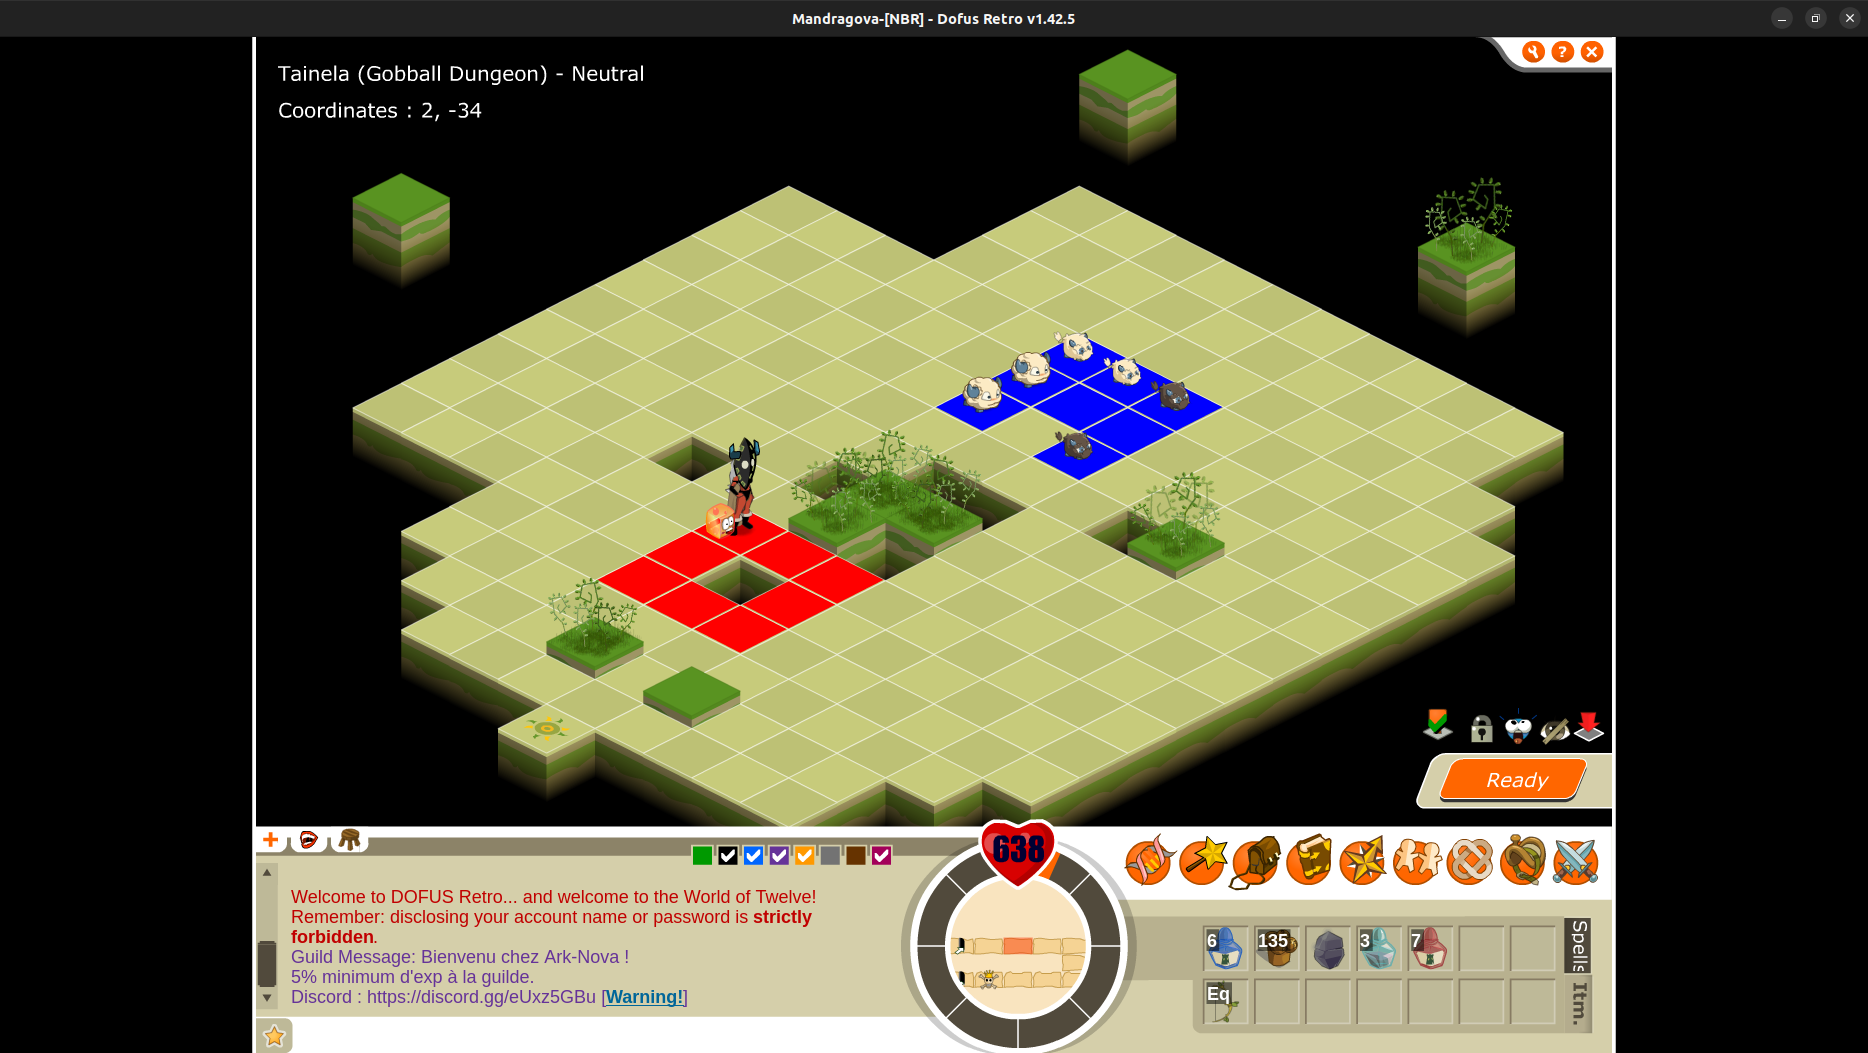 Mandragova-[NBR] - Dofus Retro v1.42.5
Tainela (Gobball Dungeon) - Neutral
Coordinates : 2, -34
Ready
638
Welcome to DOFUS Retro... and welcome to the World of Twelve!
Remember: disclosing your account name or password is strictly
forbidden.
Guild Message: Bienvenu chez Ark-Nova !
5% minimum d'exp à la guilde.
Discord : https://discord.gg/eUxz5GBu [Warning!]
6 135 3 7
Eq
Spells
Itm.